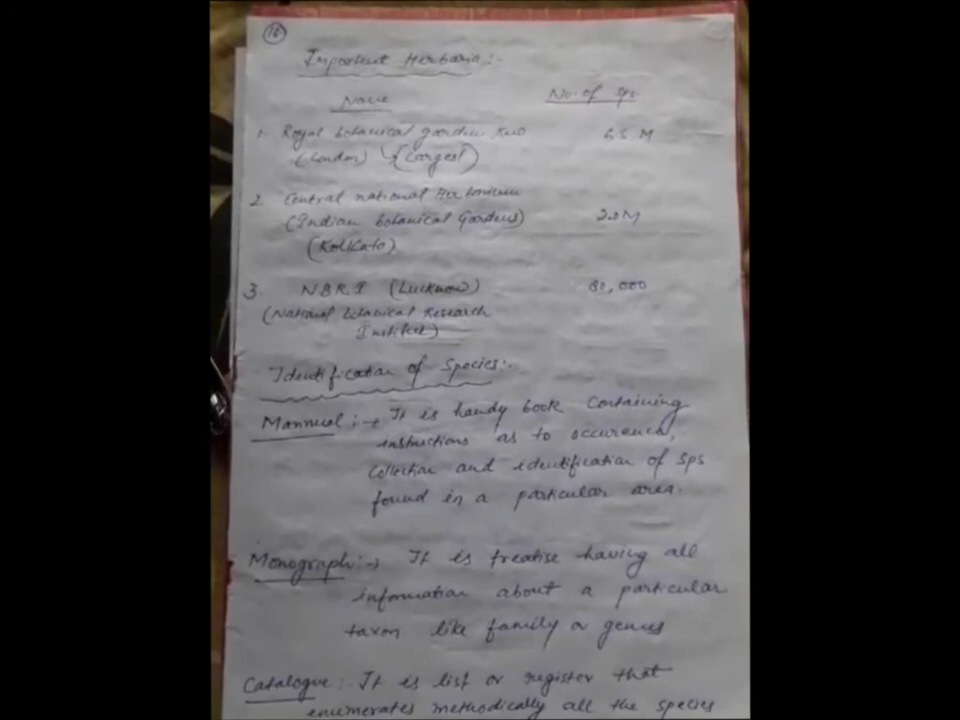 16
Important Herbaria:-
Name No. of Sps.
1. Royal botanical garden Kew 6.5 M
(London) (Largest)
2. Central national Herbarium
(Indian botanical Gardens) 2.0 M
(Kolkata)
3. N.B.R.I (Lucknow) 80,000
(National botanical Research
Institute)
Identification of Species:-
Mannual:→ It is handy book containing
instructions as to occurence,
collection and identification of sps
found in a particular area.
Monograph:→ It is treatise having all
information about a particular
taxon like family or genus
Catalogue:- It is list or register that
enumerates methodically all the species